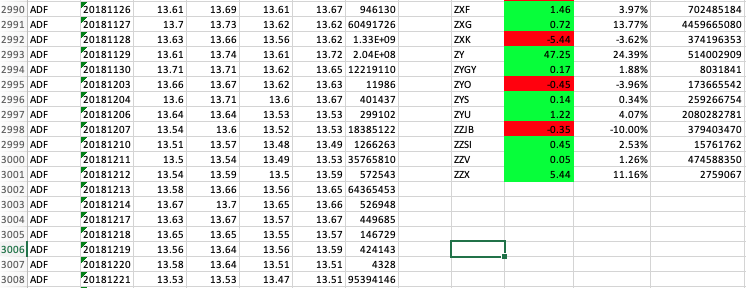 2990 ADF 20181126 13.61 13.69 13.61 13.67 946130 ZXF 1.46 3.97% 702485184
2991 ADF 20181127 13.7 13.73 13.62 13.62 60491726 ZXG 0.72 13.77% 4459665080
2992 ADF 20181128 13.63 13.66 13.56 13.62 1.33E+09 ZXK -5.44 -3.62% 374196353
2993 ADF 20181129 13.61 13.74 13.61 13.72 2.04E+08 ZY 47.25 24.39% 514002909
2994 ADF 20181130 13.71 13.71 13.62 13.65 12219110 ZYGY 0.17 1.88% 8031841
2995 ADF 20181203 13.66 13.67 13.62 13.63 11986 ZYO -0.45 -3.96% 173665542
2996 ADF 20181204 13.6 13.71 13.6 13.67 401437 ZYS 0.14 0.34% 259266754
2997 ADF 20181206 13.64 13.64 13.53 13.53 299102 ZYU 1.22 4.07% 2080282781
2998 ADF 20181207 13.54 13.6 13.52 13.53 18385122 ZZJB -0.35 -10.00% 379403470
2999 ADF 20181210 13.51 13.57 13.48 13.49 1266263 ZZSI 0.45 2.53% 15761762
3000 ADF 20181211 13.5 13.54 13.49 13.53 35765810 ZZV 0.05 1.26% 474588350
3001 ADF 20181212 13.54 13.59 13.5 13.59 572543 ZZX 5.44 11.16% 2759067
3002 ADF 20181213 13.58 13.66 13.56 13.65 64365453
3003 ADF 20181214 13.67 13.7 13.65 13.66 526948
3004 ADF 20181217 13.63 13.67 13.57 13.67 449685
3005 ADF 20181218 13.65 13.65 13.55 13.57 146729
3006 ADF 20181219 13.56 13.64 13.56 13.59 424143
3007 ADF 20181220 13.58 13.64 13.51 13.51 4328
3008 ADF 20181221 13.53 13.53 13.47 13.51 95394146